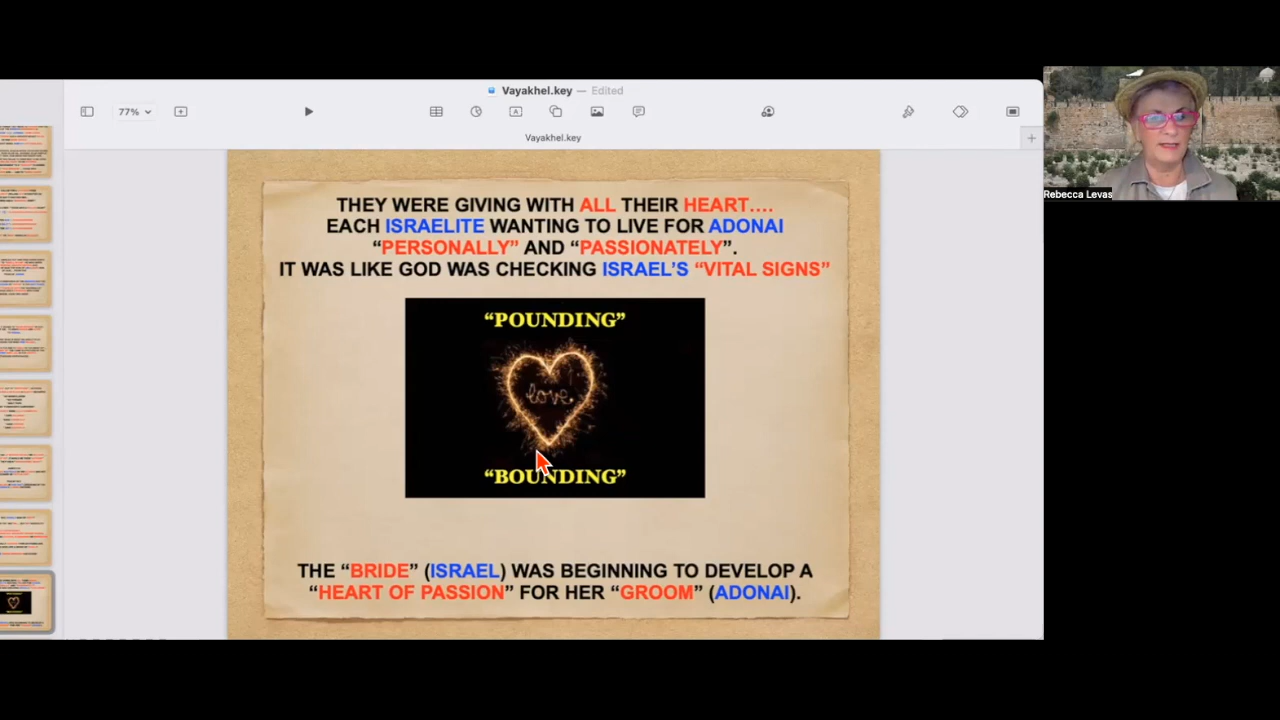 Vayakhel.key — Edited
77%
Vayakhel.key
THEY WERE GIVING WITH ALL THEIR HEART....
EACH ISRAELITE WANTING TO LIVE FOR ADONAI
“PERSONALLY” AND “PASSIONATELY”.
IT WAS LIKE GOD WAS CHECKING ISRAEL’S “VITAL SIGNS”
“POUNDING”
love
“BOUNDING”
THE “BRIDE” (ISRAEL) WAS BEGINNING TO DEVELOP A
“HEART OF PASSION” FOR HER “GROOM” (ADONAI).
Rebecca Levas